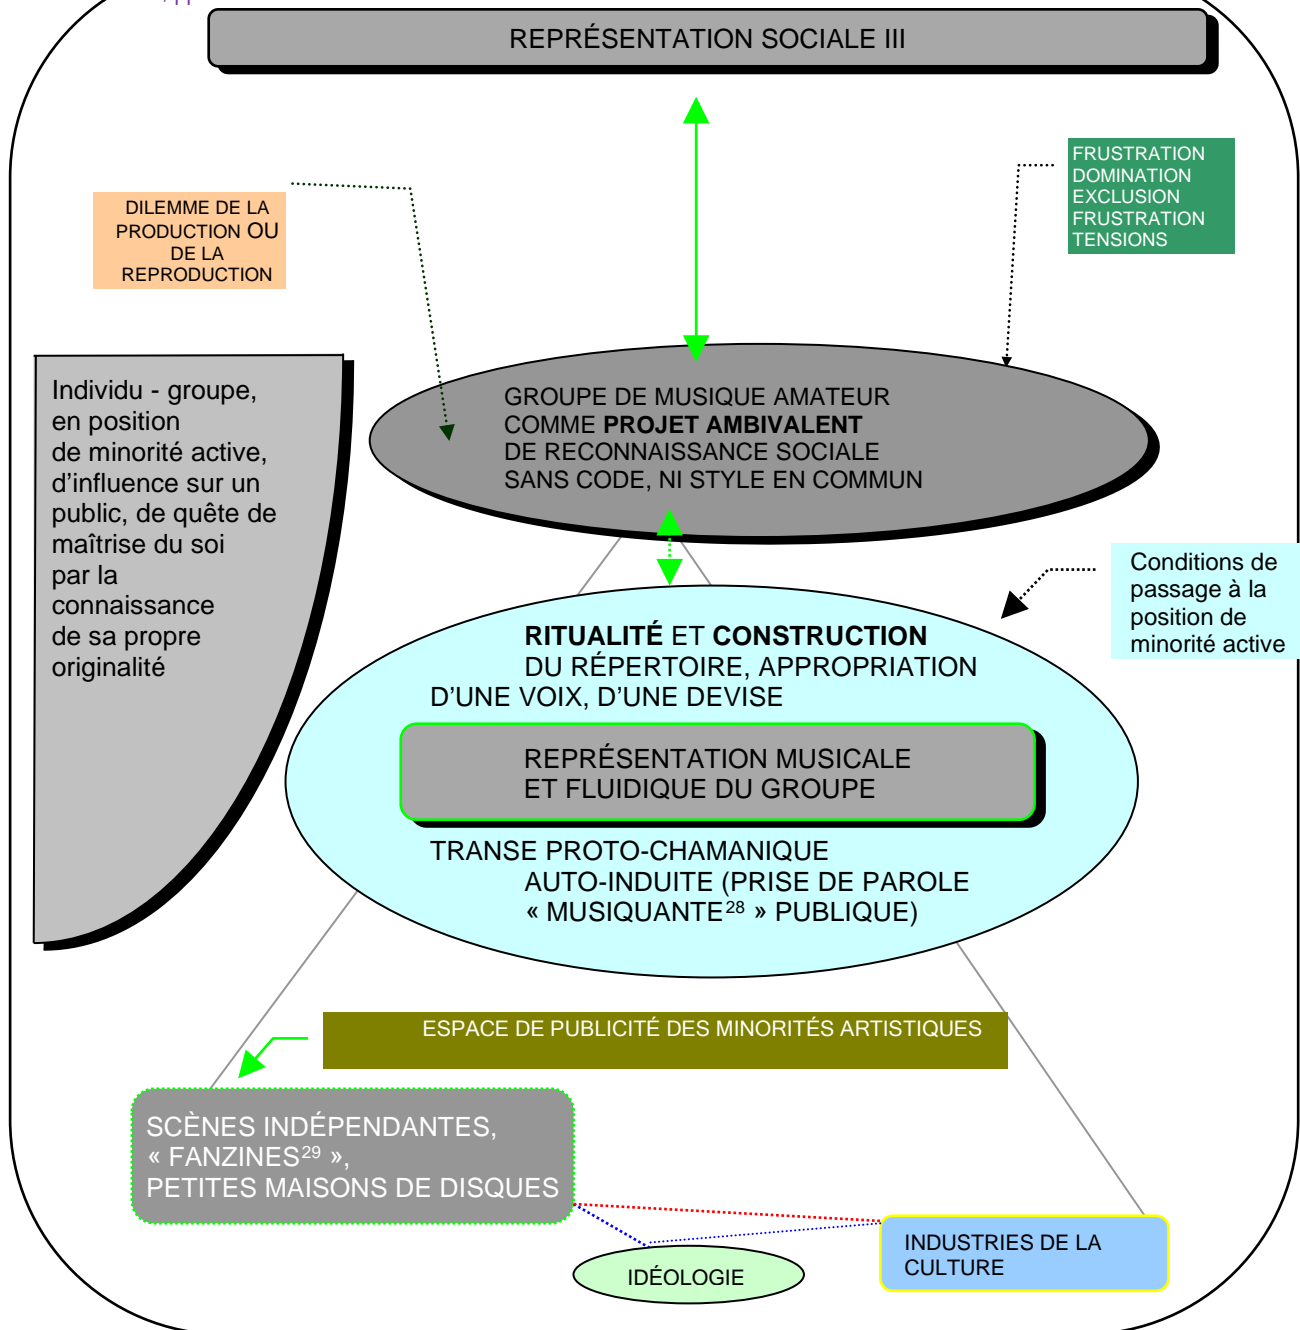 REPRÉSENTATION SOCIALE III
FRUSTRATION
DOMINATION
EXCLUSION
FRUSTRATION
TENSIONS
DILEMME DE LA
PRODUCTION OU
DE LA
REPRODUCTION
Individu - groupe,
en position
de minorité active,
d’influence sur un
public, de quête de
maîtrise du soi
par la
connaissance
de sa propre
originalité
GROUPE DE MUSIQUE AMATEUR
COMME PROJET AMBIVALENT
DE RECONNAISSANCE SOCIALE
SANS CODE, NI STYLE EN COMMUN
Conditions de
passage à la
position de
minorité active
RITUALITÉ ET CONSTRUCTION
DU RÉPERTOIRE, APPROPRIATION
D’UNE VOIX, D’UNE DEVISE
REPRÉSENTATION MUSICALE
ET FLUIDIQUE DU GROUPE
TRANSE PROTO-CHAMANIQUE
AUTO-INDUITE (PRISE DE PAROLE
« MUSIQUANTE²⁸ » PUBLIQUE)
ESPACE DE PUBLICITÉ DES MINORITÉS ARTISTIQUES
SCÈNES INDÉPENDANTES,
« FANZINES²⁹ »,
PETITES MAISONS DE DISQUES
INDUSTRIES DE LA
CULTURE
IDÉOLOGIE